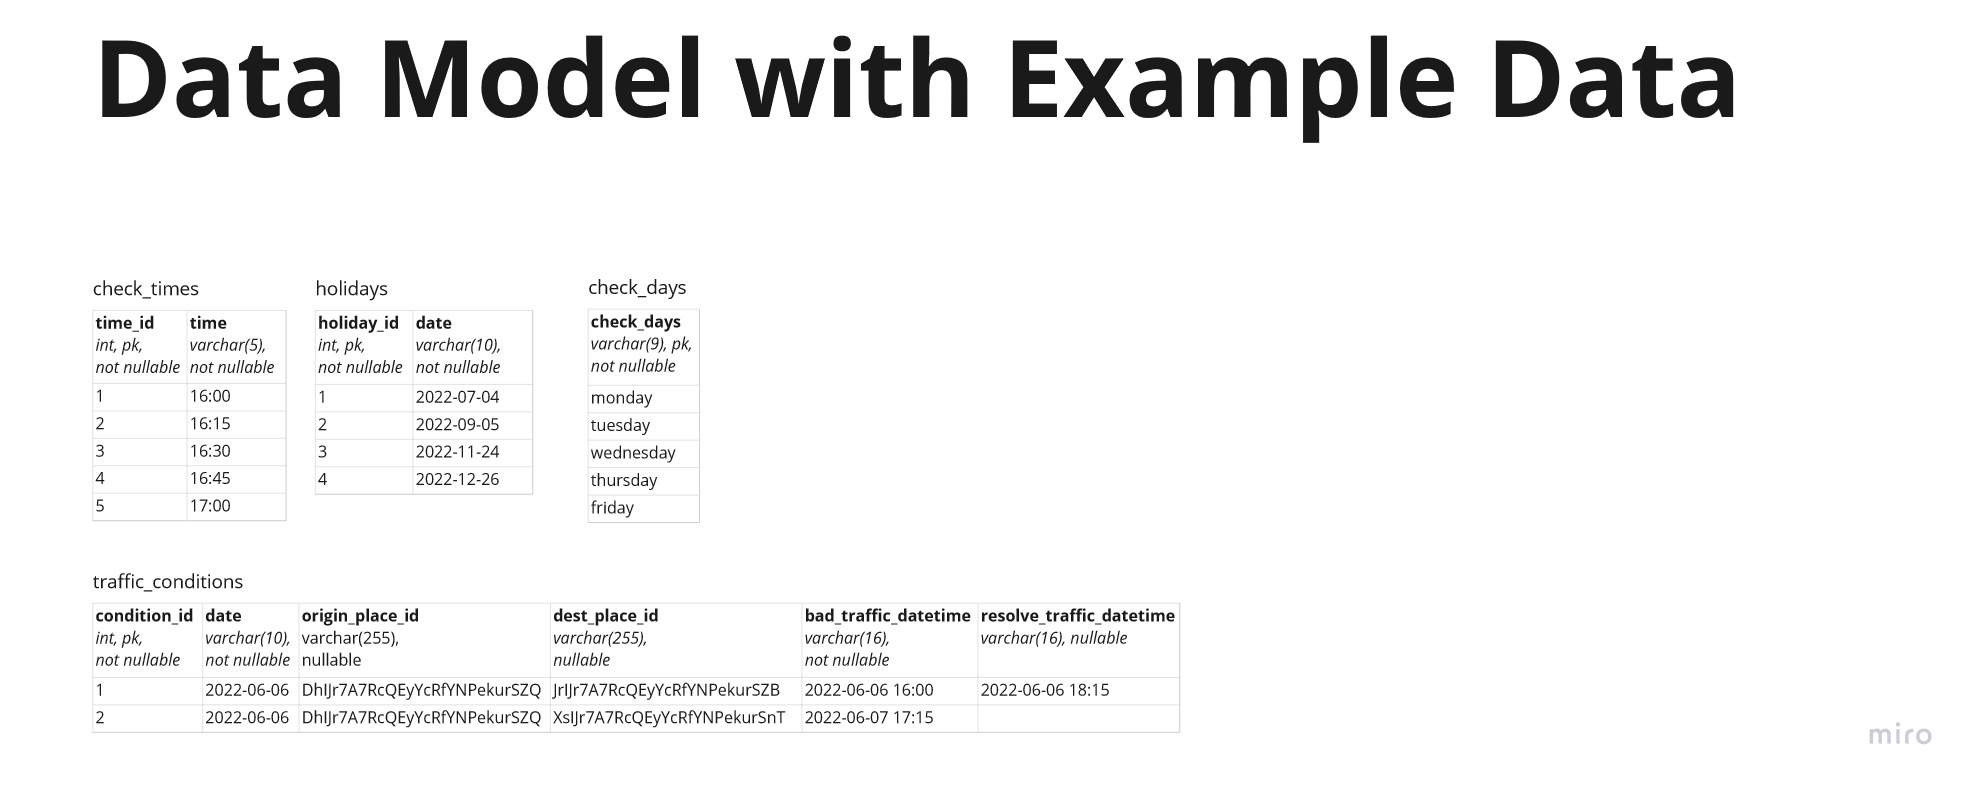 Data Model with Example Data
check_times
time_id time
int, pk, varchar(5),
not nullable not nullable
1 16:00
2 16:15
3 16:30
4 16:45
5 17:00
holidays
holiday_id date
int, pk, varchar(10),
not nullable not nullable
1 2022-07-04
2 2022-09-05
3 2022-11-24
4 2022-12-26
check_days
check_days
varchar(9), pk,
not nullable
monday
tuesday
wednesday
thursday
friday
traffic_conditions
condition_id date origin_place_id dest_place_id bad_traffic_datetime resolve_traffic_datetime
int, pk, varchar(10), varchar(255), varchar(255), varchar(16), varchar(16), nullable
not nullable not nullable nullable nullable not nullable
1 2022-06-06 DhIJr7A7RcQEyYcRfYNPekurSZQ JrIJr7A7RcQEyYcRfYNPekurSZB 2022-06-06 16:00 2022-06-06 18:15
2 2022-06-06 DhIJr7A7RcQEyYcRfYNPekurSZQ XsIJr7A7RcQEyYcRfYNPekurSnT 2022-06-07 17:15
miro